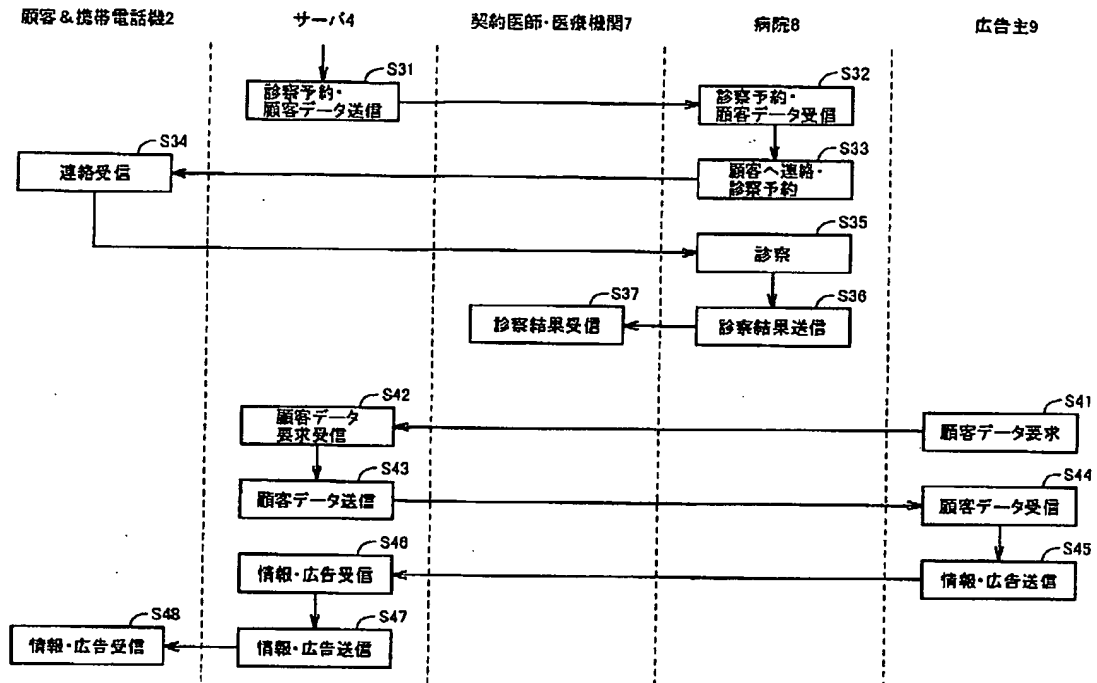 顧客&携帯電話機2
サーバ4
契約医師・医療機関7
病院8
広告主9
S31
診察予約・
顧客データ送信
S32
診察予約・
顧客データ受信
S34
連絡受信
S33
顧客へ連絡・
診察予約
S35
診察
S37
診察結果受信
S36
診察結果送信
S42
顧客データ
要求受信
S41
顧客データ要求
S43
顧客データ送信
S44
顧客データ受信
S46
情報・広告受信
S45
情報・広告送信
S48
情報・広告受信
S47
情報・広告送信